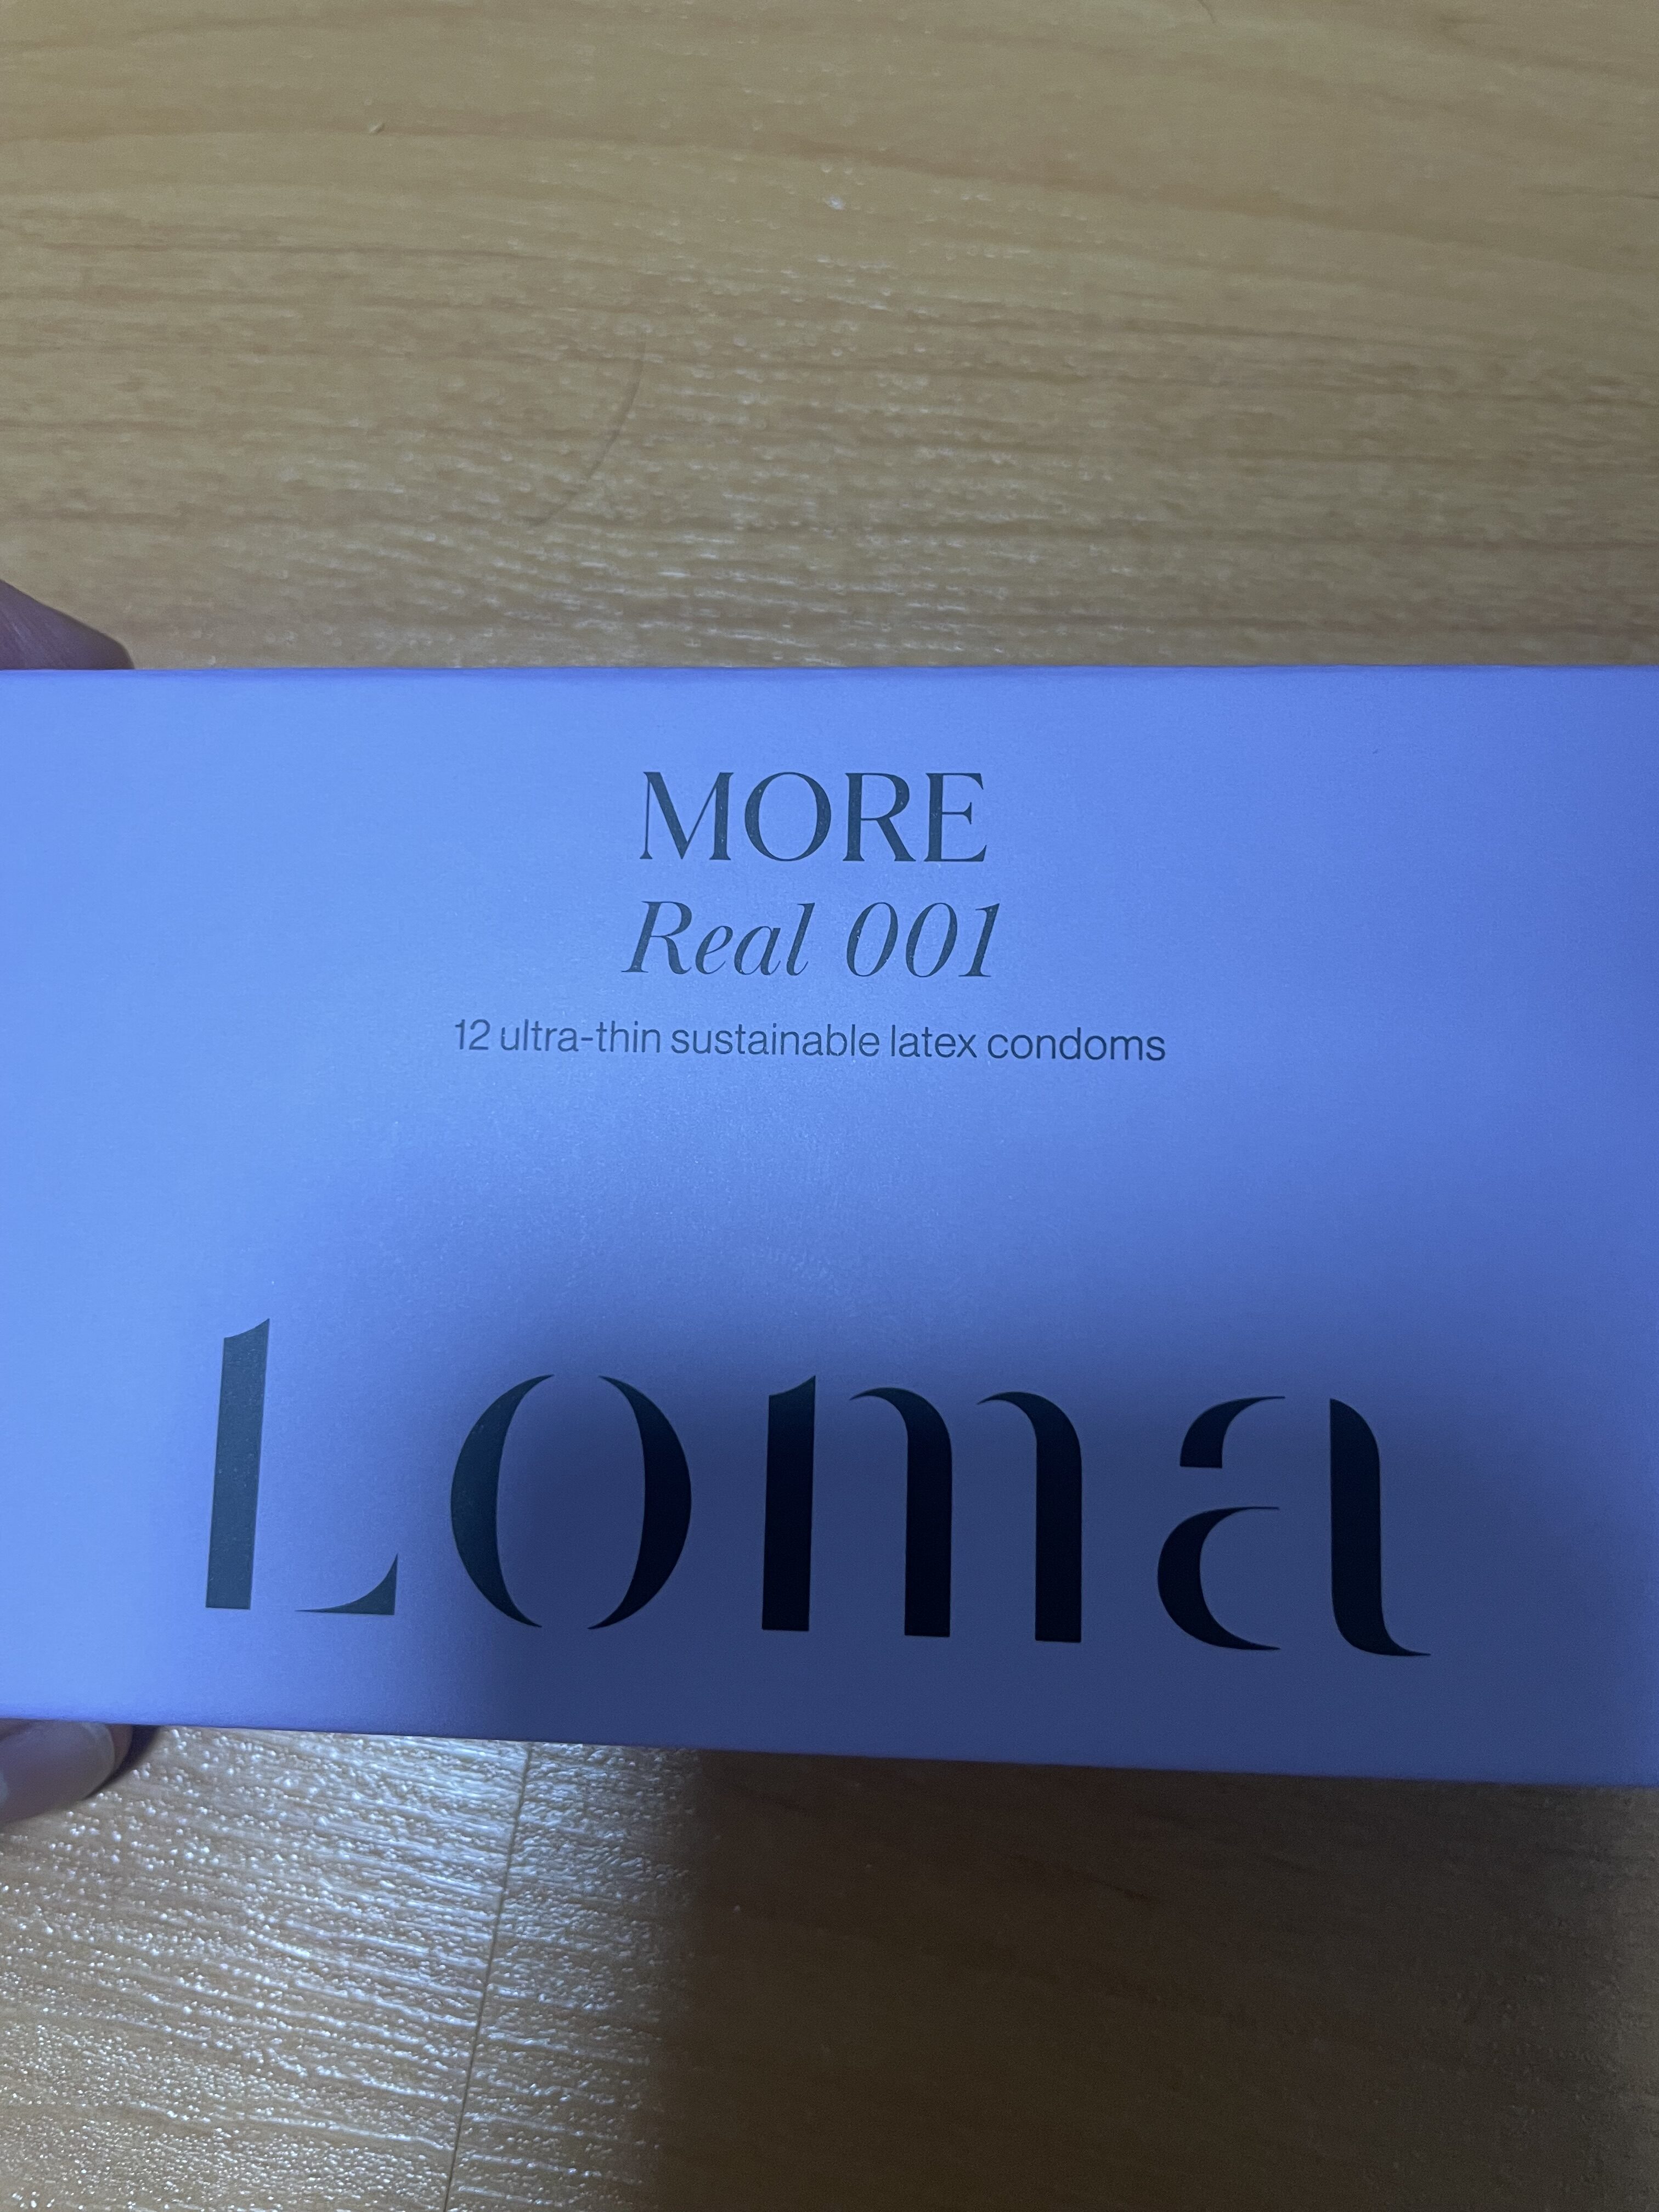 MORE
Real 001
12 ultra-thin sustainable latex condoms
Loma